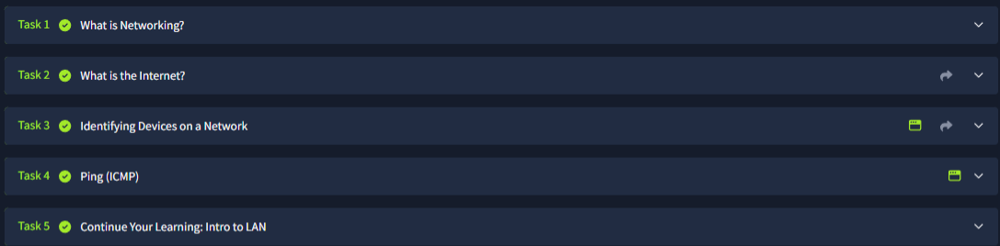 Task 1 What is Networking?
Task 2 What is the Internet?
Task 3 Identifying Devices on a Network
Task 4 Ping (ICMP)
Task 5 Continue Your Learning: Intro to LAN